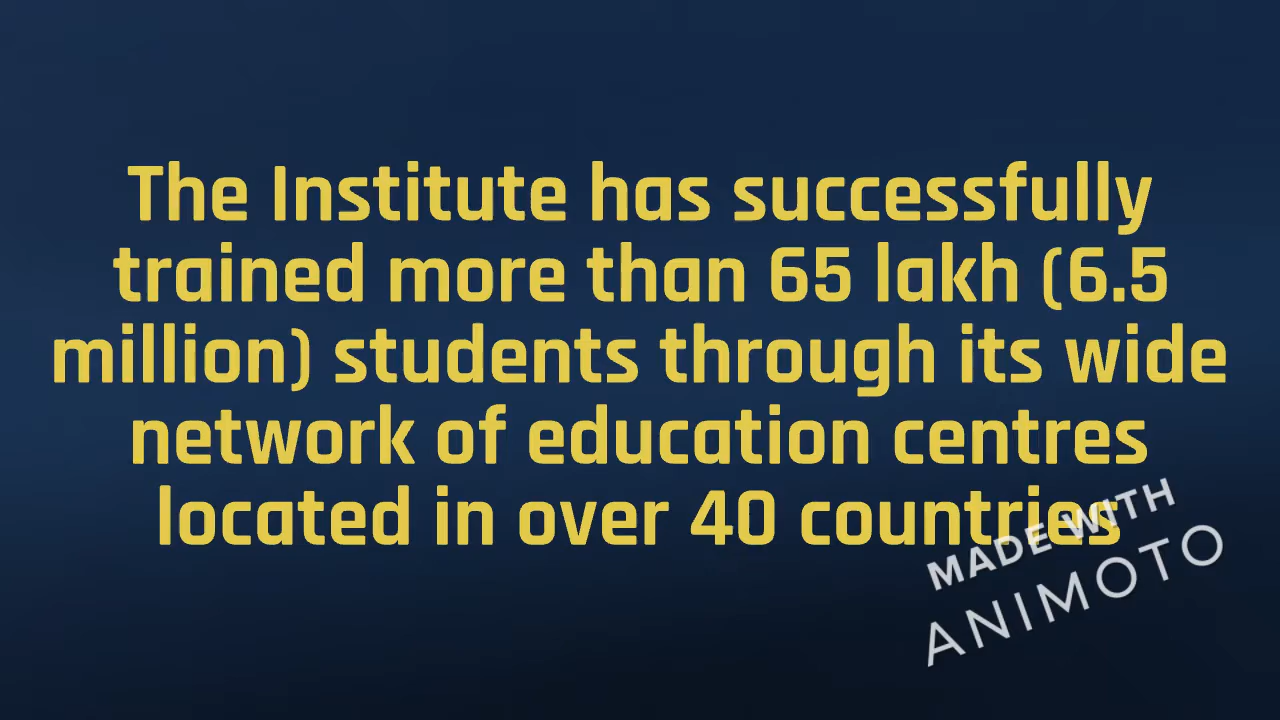 The Institute has successfully
trained more than 65 lakh (6.5
million) students through its wide
network of education centres
located in over 40 countries
MADE WITH
ANIMOTO